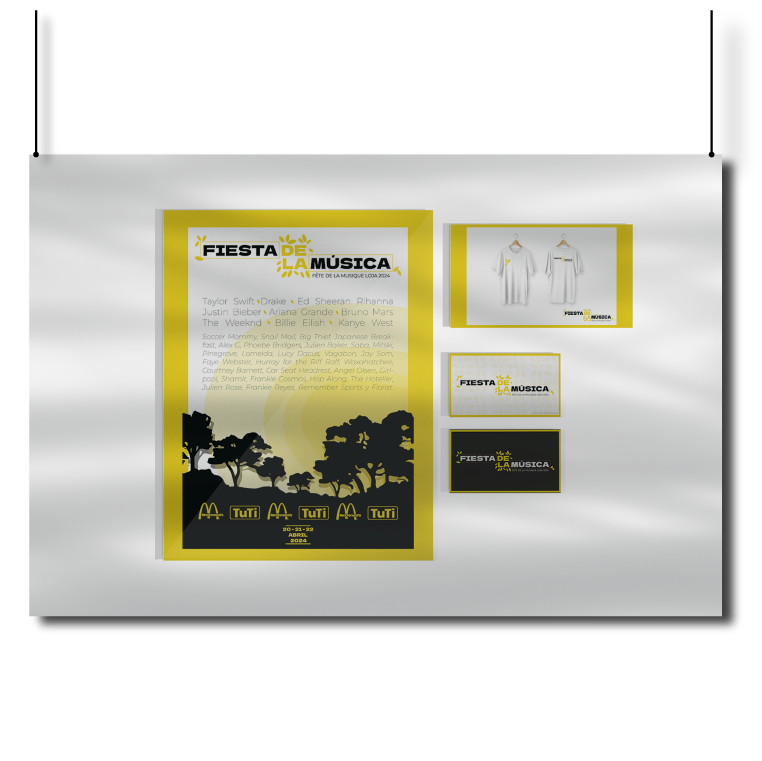 FIESTA DE
LA MÚSICA
FÊTE DE LA MUSIQUE LOJA 2024
Taylor Swift Drake Ed Sheeran Rihanna
Justin Bieber Ariana Grande Bruno Mars
The Weeknd Billie Eilish Kanye West
Soccer Mommy, Snail Mail, Big Thief, Japanese Break-
fast, Alex G, Phoebe Bridgers, Julien Baker, Saba, Mitski,
Pinegrove, Lomelda, Lucy Dacus, Vagabon, Jay Som,
Faye Webster, Hurray for the Riff Raff, Waxahatchee,
Courtney Barnett, Car Seat Headrest, Angel Olsen, Girl-
pool, Shamir, Frankie Cosmos, Hop Along, The Hotelier,
Julien Rose, Frankie Reyes, Remember Sports y Florist.
TuTi TuTi TuTi
20 - 21 - 22
ABRIL
2024
FIESTA DE
LA MÚSICA
FIESTA DE
LA MÚSICA
FIESTA DE
LA MÚSICA